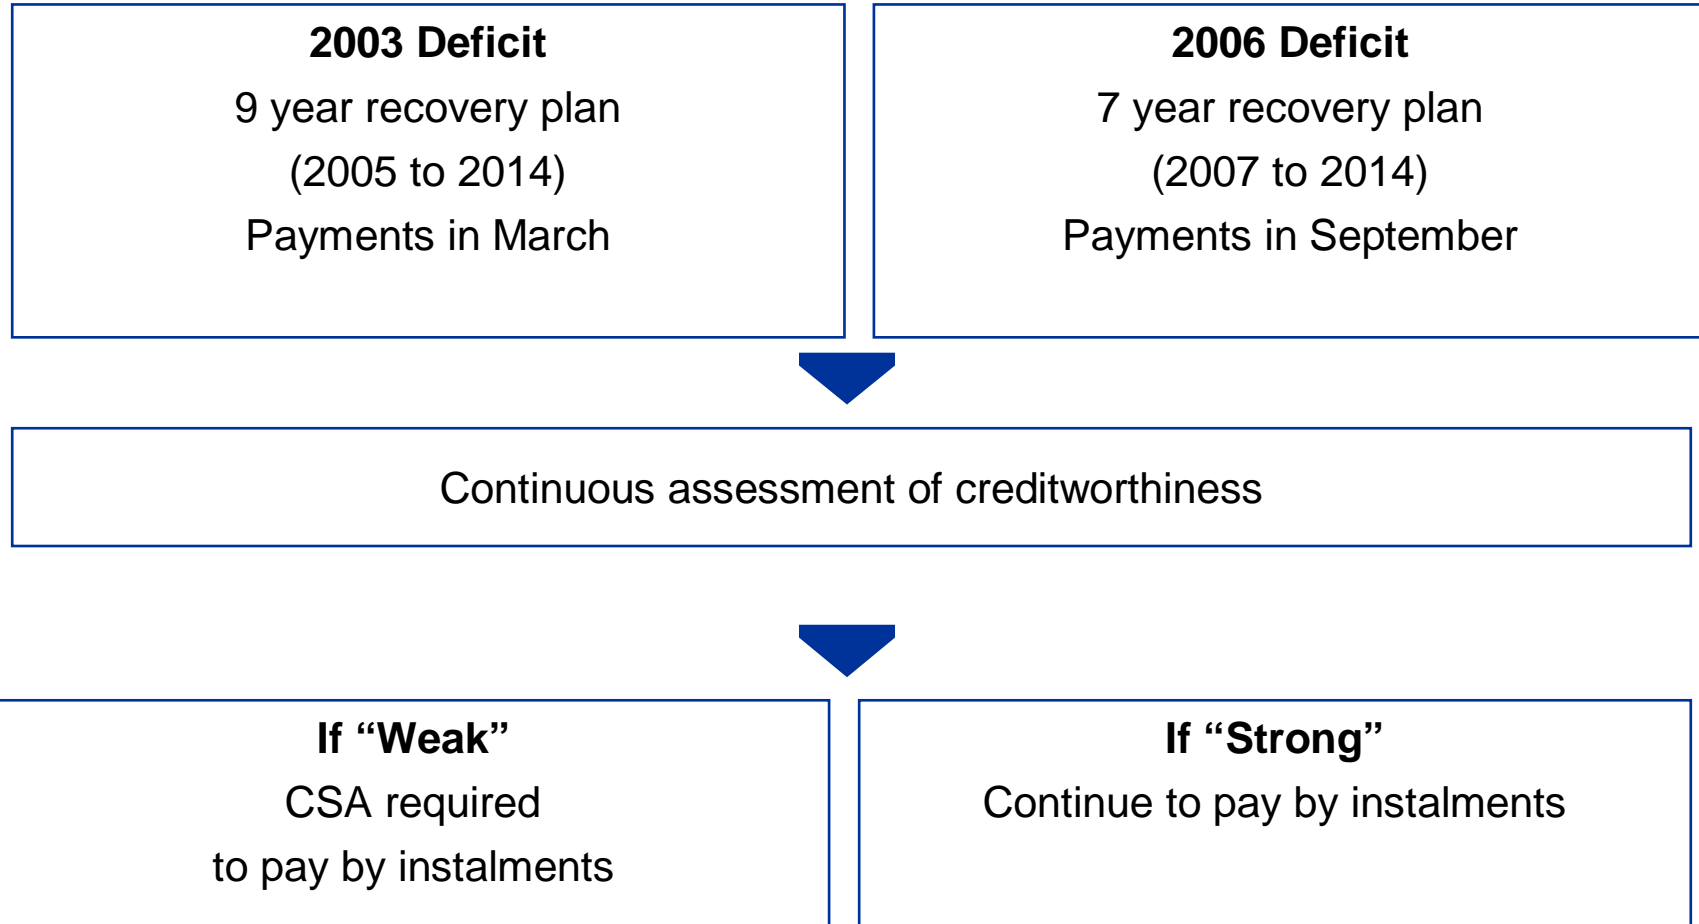 2003 Deficit
9 year recovery plan
(2005 to 2014)
Payments in March
2006 Deficit
7 year recovery plan
(2007 to 2014)
Payments in September
Continuous assessment of creditworthiness
If “Weak”
CSA required
to pay by instalments
If “Strong”
Continue to pay by instalments